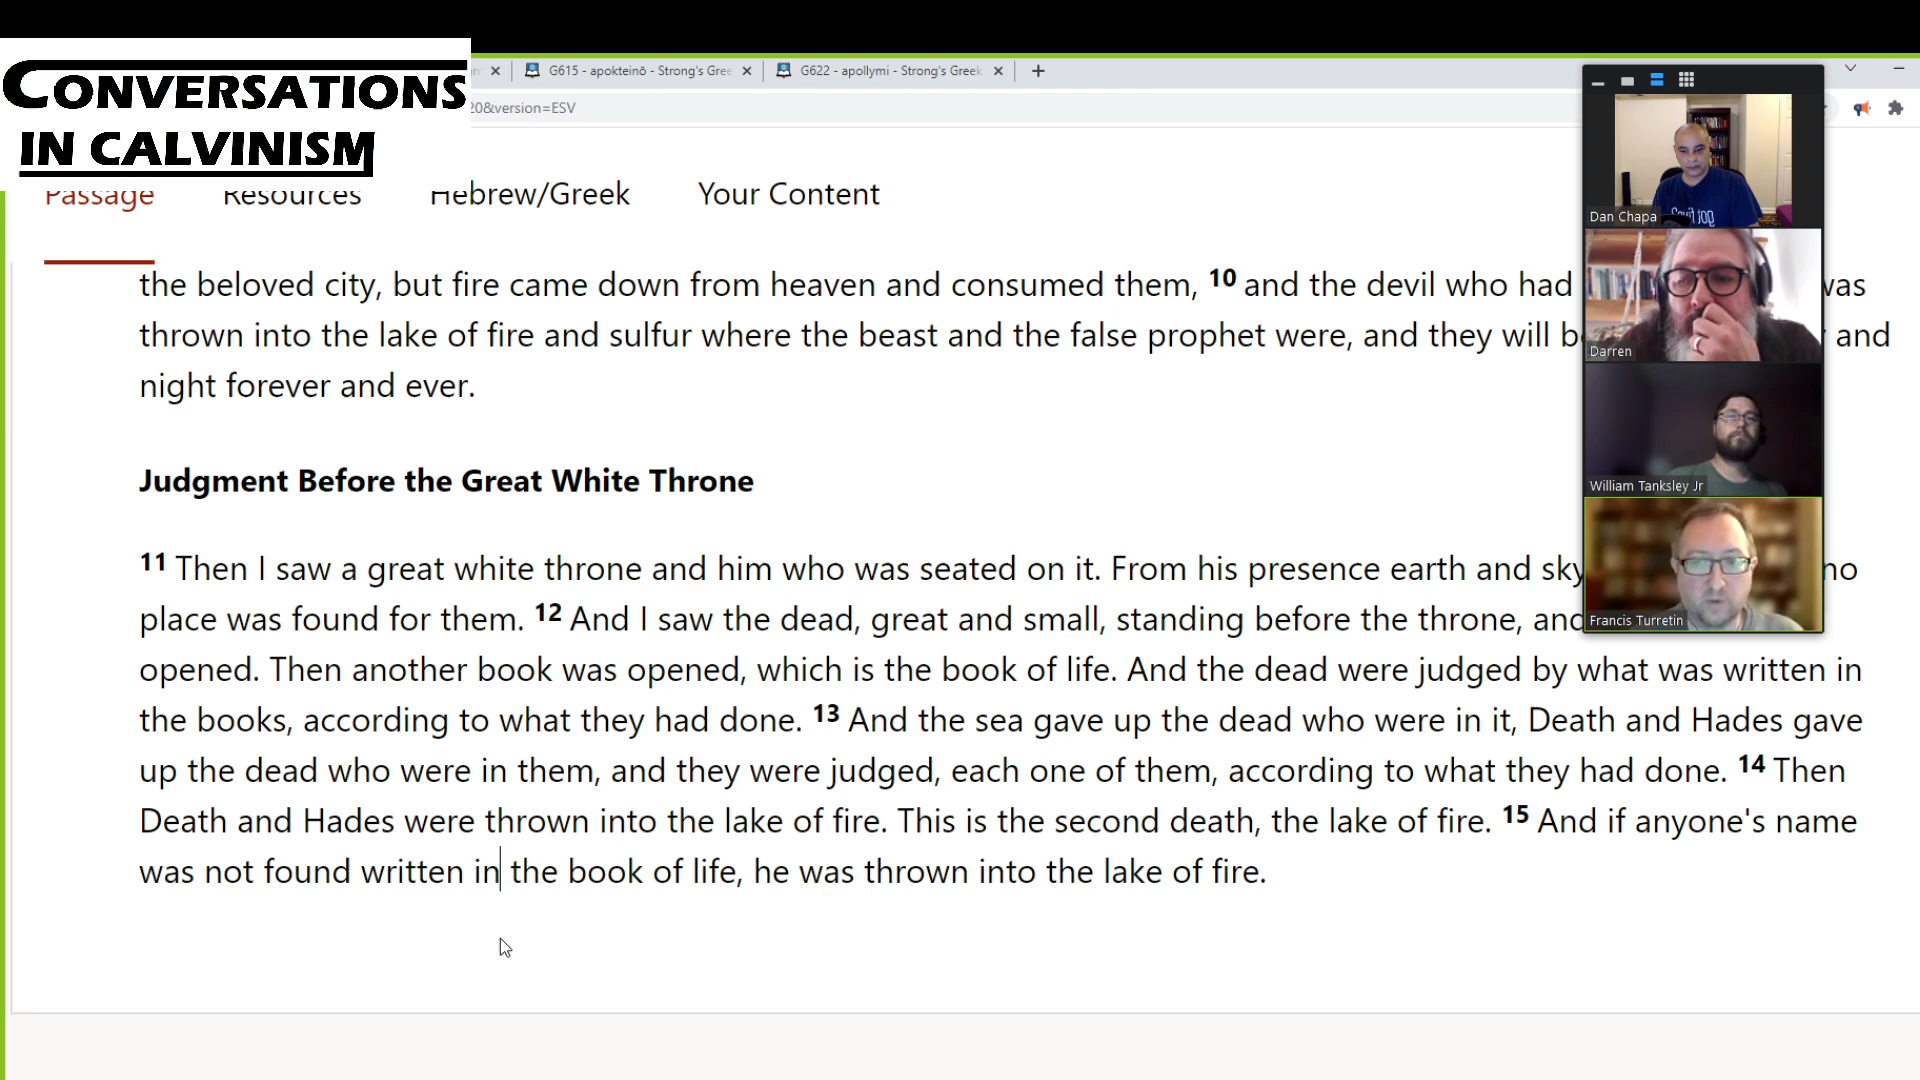 CONVERSATIONS
IN CALVINISM
G615 - apokteinō - Strong's Gree
G622 - apollymi - Strong's Greek
20&version=ESV
Passage
Resources
Hebrew/Greek
Your Content
the beloved city, but fire came down from heaven and consumed them, 10 and the devil who had was
thrown into the lake of fire and sulfur where the beast and the false prophet were, and they will b and
night forever and ever.
Judgment Before the Great White Throne
11 Then I saw a great white throne and him who was seated on it. From his presence earth and sky no
place was found for them. 12 And I saw the dead, great and small, standing before the throne, and
opened. Then another book was opened, which is the book of life. And the dead were judged by what was written in
the books, according to what they had done. 13 And the sea gave up the dead who were in it, Death and Hades gave
up the dead who were in them, and they were judged, each one of them, according to what they had done. 14 Then
Death and Hades were thrown into the lake of fire. This is the second death, the lake of fire. 15 And if anyone's name
was not found written in the book of life, he was thrown into the lake of fire.
Dan Chapa
Darren
William Tanksley Jr
Francis Turretin